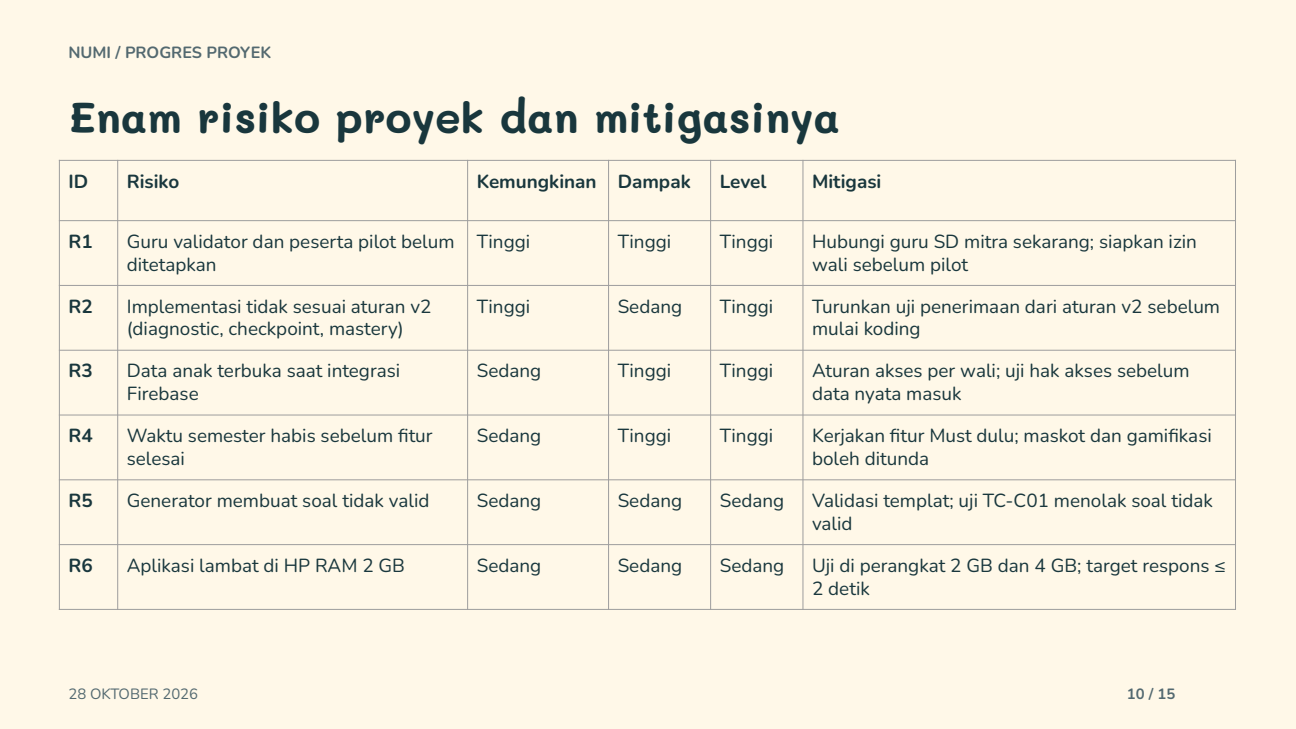 NUMI / PROGRES PROYEK
Enam risiko proyek dan mitigasinya
ID Risiko Kemungkinan Dampak Level Mitigasi
R1 Guru validator dan peserta pilot belum ditetapkan Tinggi Tinggi Tinggi Hubungi guru SD mitra sekarang; siapkan izin wali sebelum pilot
R2 Implementasi tidak sesuai aturan v2 (diagnostic, checkpoint, mastery) Tinggi Sedang Tinggi Turunkan uji penerimaan dari aturan v2 sebelum mulai koding
R3 Data anak terbuka saat integrasi Firebase Sedang Tinggi Tinggi Aturan akses per wali; uji hak akses sebelum data nyata masuk
R4 Waktu semester habis sebelum fitur selesai Sedang Tinggi Tinggi Kerjakan fitur Must dulu; maskot dan gamifikasi boleh ditunda
R5 Generator membuat soal tidak valid Sedang Sedang Sedang Validasi templat; uji TC-C01 menolak soal tidak valid
R6 Aplikasi lambat di HP RAM 2 GB Sedang Sedang Sedang Uji di perangkat 2 GB dan 4 GB; target respons ≤ 2 detik
28 OKTOBER 2026
10 / 15